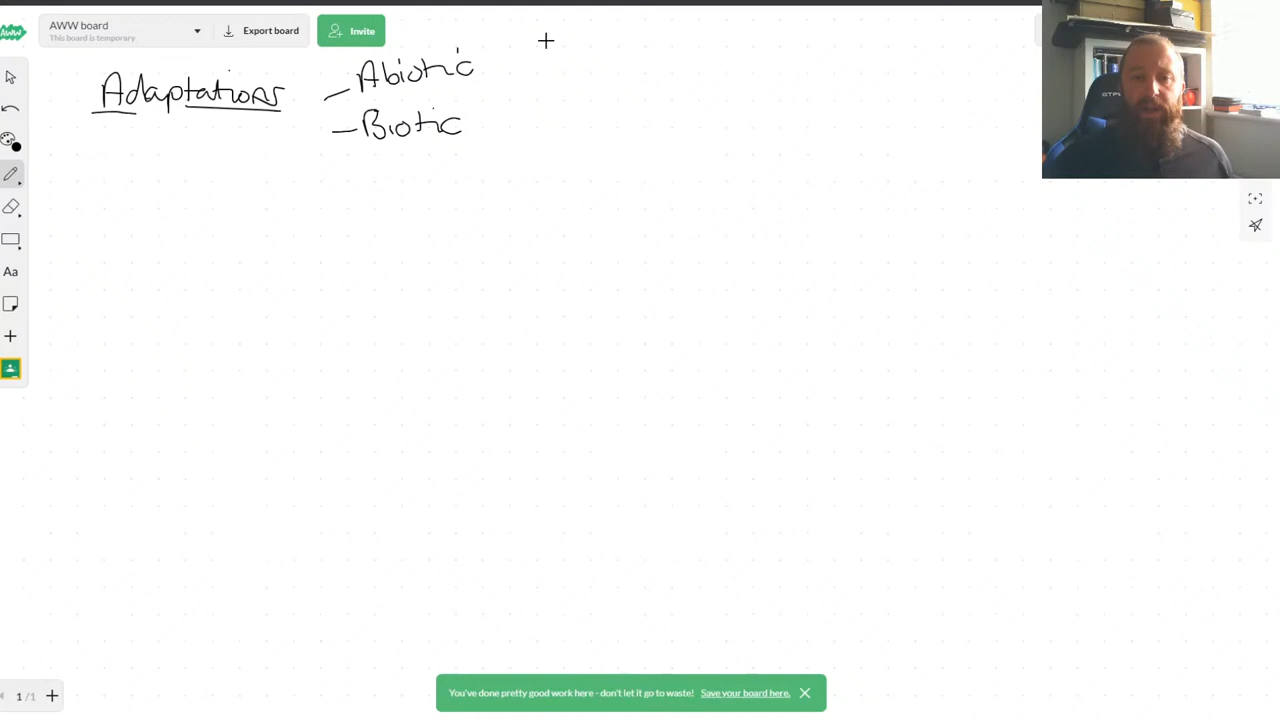 AWW board
This board is temporary
Export board
Invite
Adaptations
- Abiotic
- Biotic
Aa
1 / 1
You've done pretty good work here - don't let it go to waste! Save your board here.